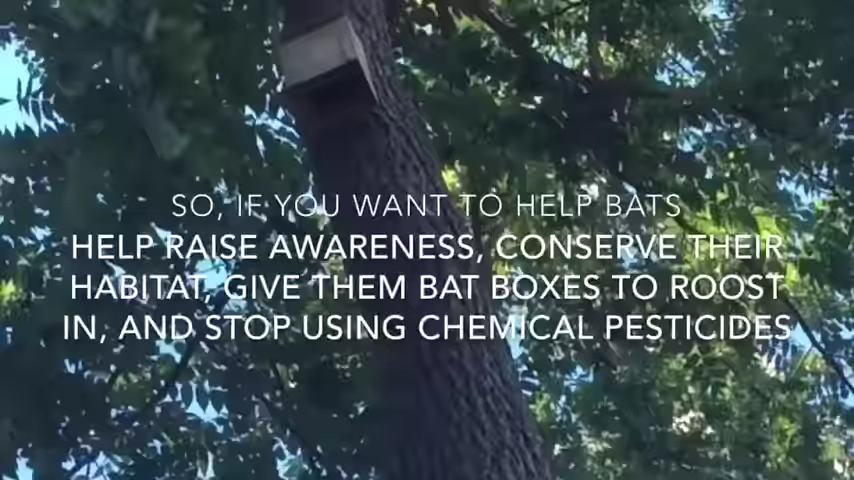 SO, IF YOU WANT TO HELP BATS
HELP RAISE AWARENESS, CONSERVE THEIR
HABITAT, GIVE THEM BAT BOXES TO ROOST
IN, AND STOP USING CHEMICAL PESTICIDES